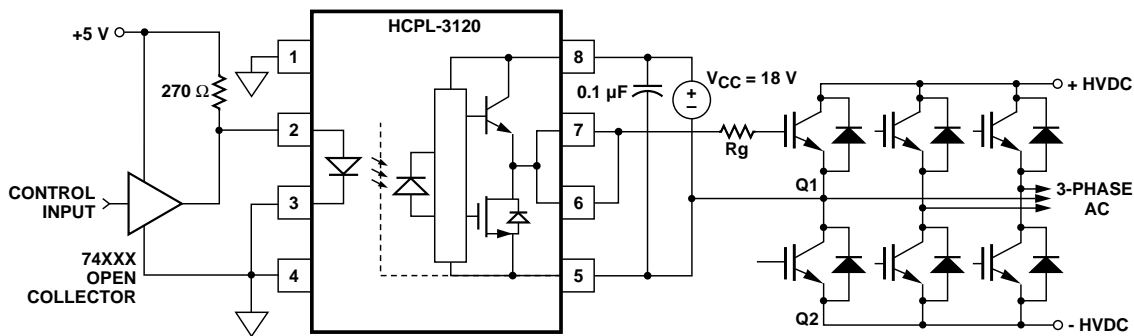 HCPL-3120
+5 V
270 Ω
1
2
3
4
8
7
6
5
CONTROL
INPUT
74XXX
OPEN
COLLECTOR
0.1 µF
VCC = 18 V
+
–
Rg
Q1
Q2
+ HVDC
3-PHASE
AC
- HVDC